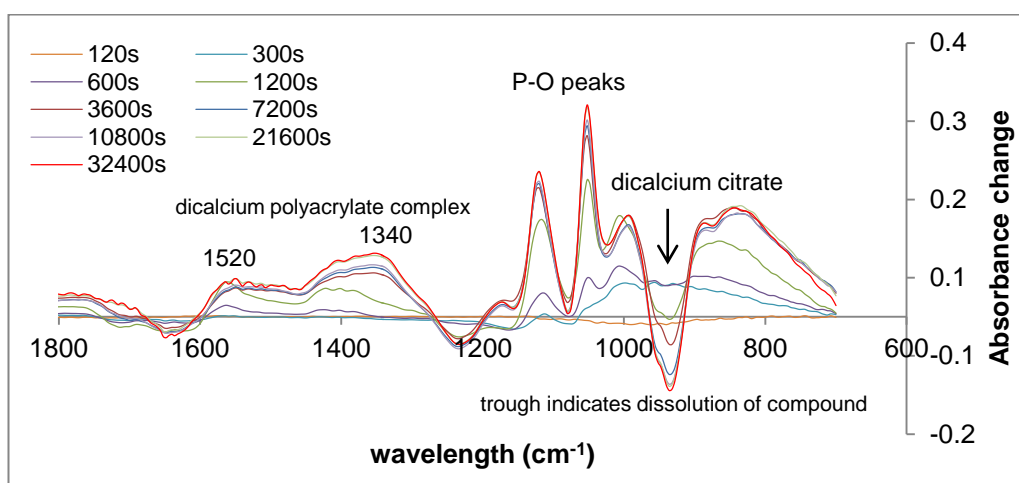 120s 300s
600s 1200s
3600s 7200s
10800s 21600s
32400s
P-O peaks
dicalcium citrate
dicalcium polyacrylate complex
1520
1340
0.4
0.3
0.2
0.1
0
-0.1
-0.2
Absorbance change
1800 1600 1400 1200 1000 800 600
trough indicates dissolution of compound
wavelength (cm-1)